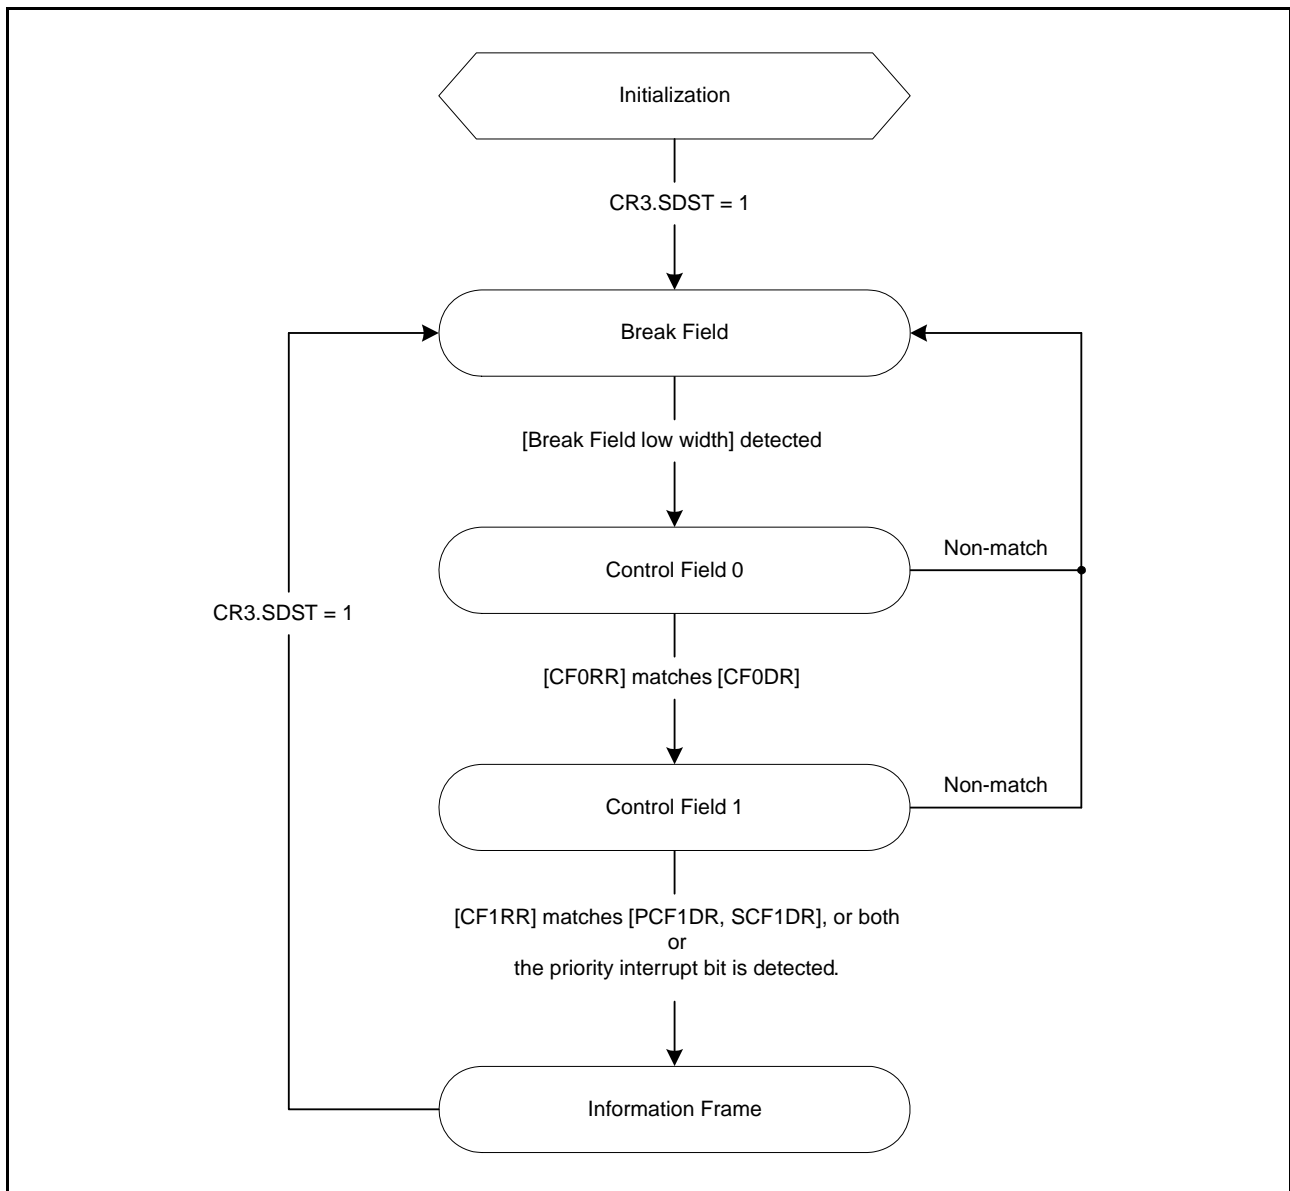 Initialization
CR3.SDST = 1
Break Field
[Break Field low width] detected
Control Field 0
Non-match
CR3.SDST = 1
[CF0RR] matches [CF0DR]
Control Field 1
Non-match
[CF1RR] matches [PCF1DR, SCF1DR], or both
or
the priority interrupt bit is detected.
Information Frame